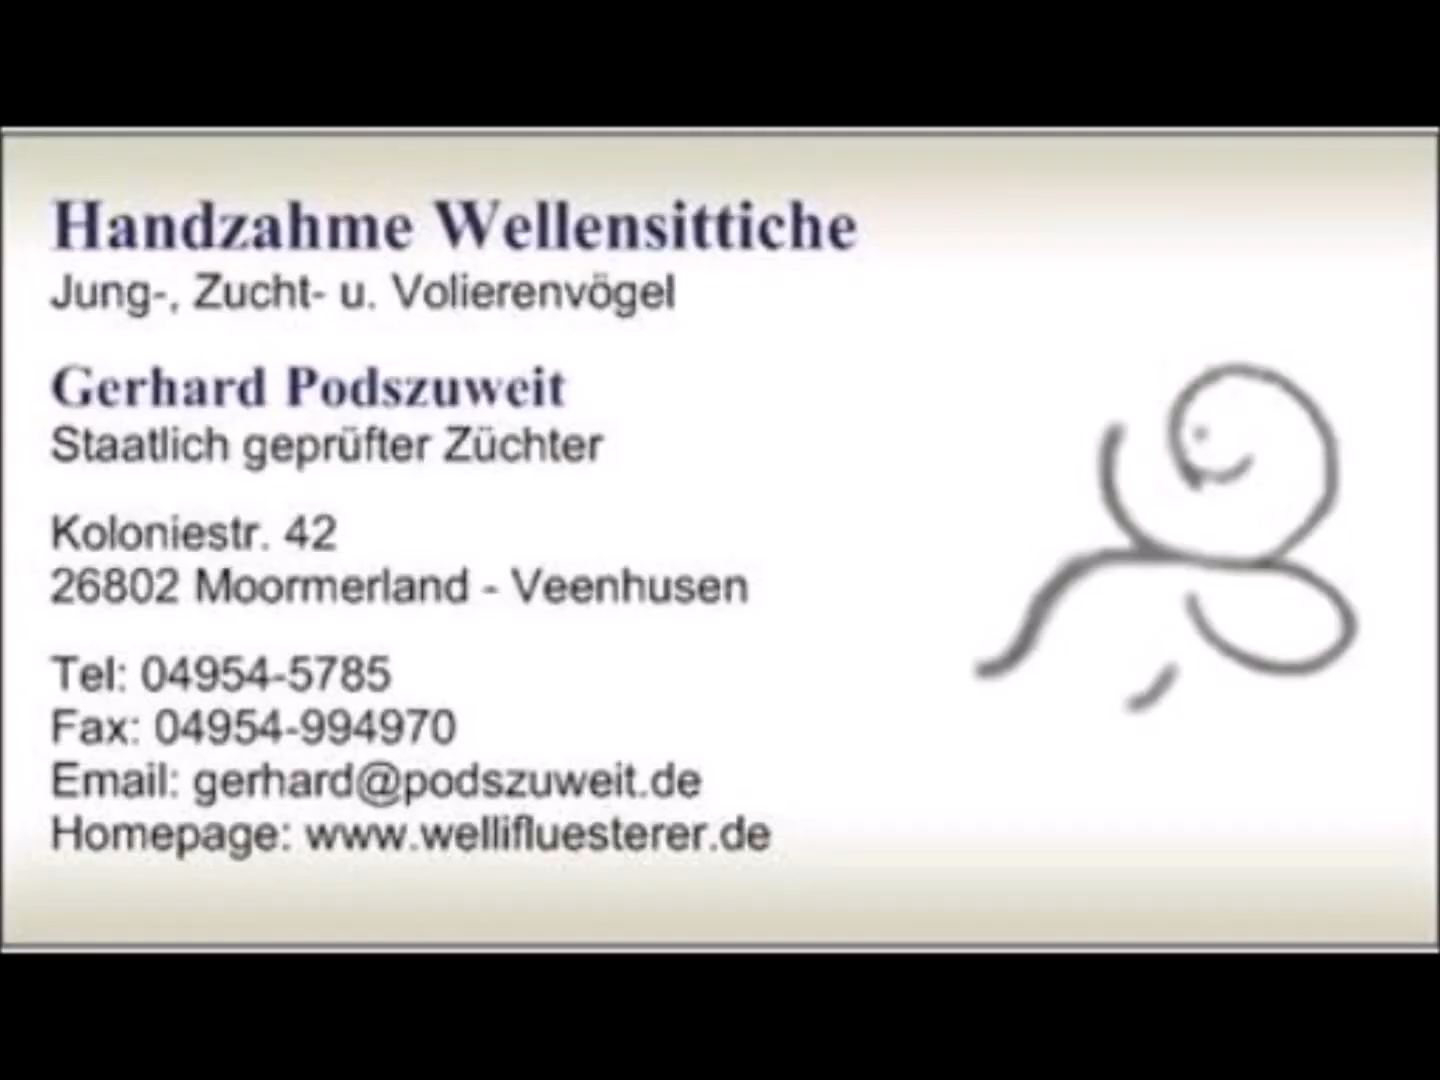 Handzahme Wellensittiche
Jung-, Zucht- u. Volierenvögel
Gerhard Podszuweit
Staatlich geprüfter Züchter
Koloniestr. 42
26802 Moormerland - Veenhusen
Tel: 04954-5785
Fax: 04954-994970
Email: gerhard@podszuweit.de
Homepage: www.wellifluesterer.de